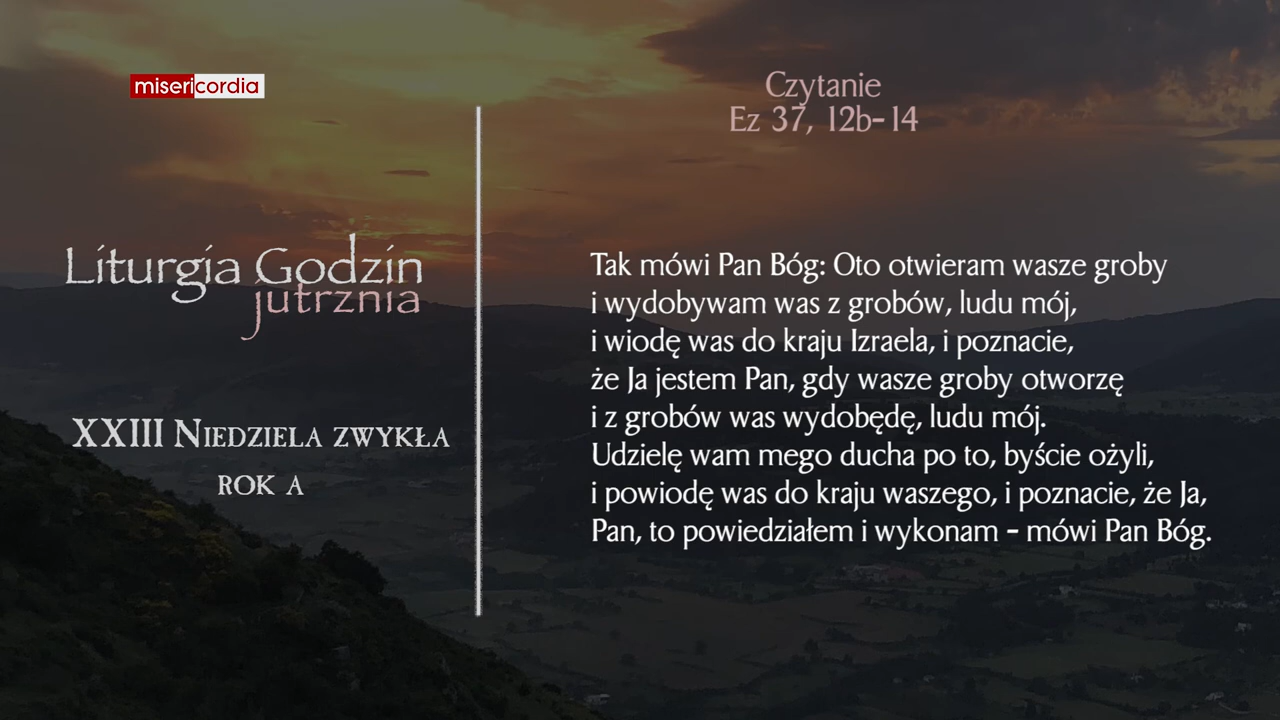 misericordia
Liturgia Godzin
jutrznia
XXIII Niedziela zwykła
rok A
Czytanie
Ez 37, 12b-14
Tak mówi Pan Bóg: Oto otwieram wasze groby
i wydobywam was z grobów, ludu mój,
i wiodę was do kraju Izraela, i poznacie,
że Ja jestem Pan, gdy wasze groby otworzę
i z grobów was wydobędę, ludu mój.
Udzielę wam mego ducha po to, byście ożyli,
i powiodę was do kraju waszego, i poznacie, że Ja,
Pan, to powiedziałem i wykonam – mówi Pan Bóg.